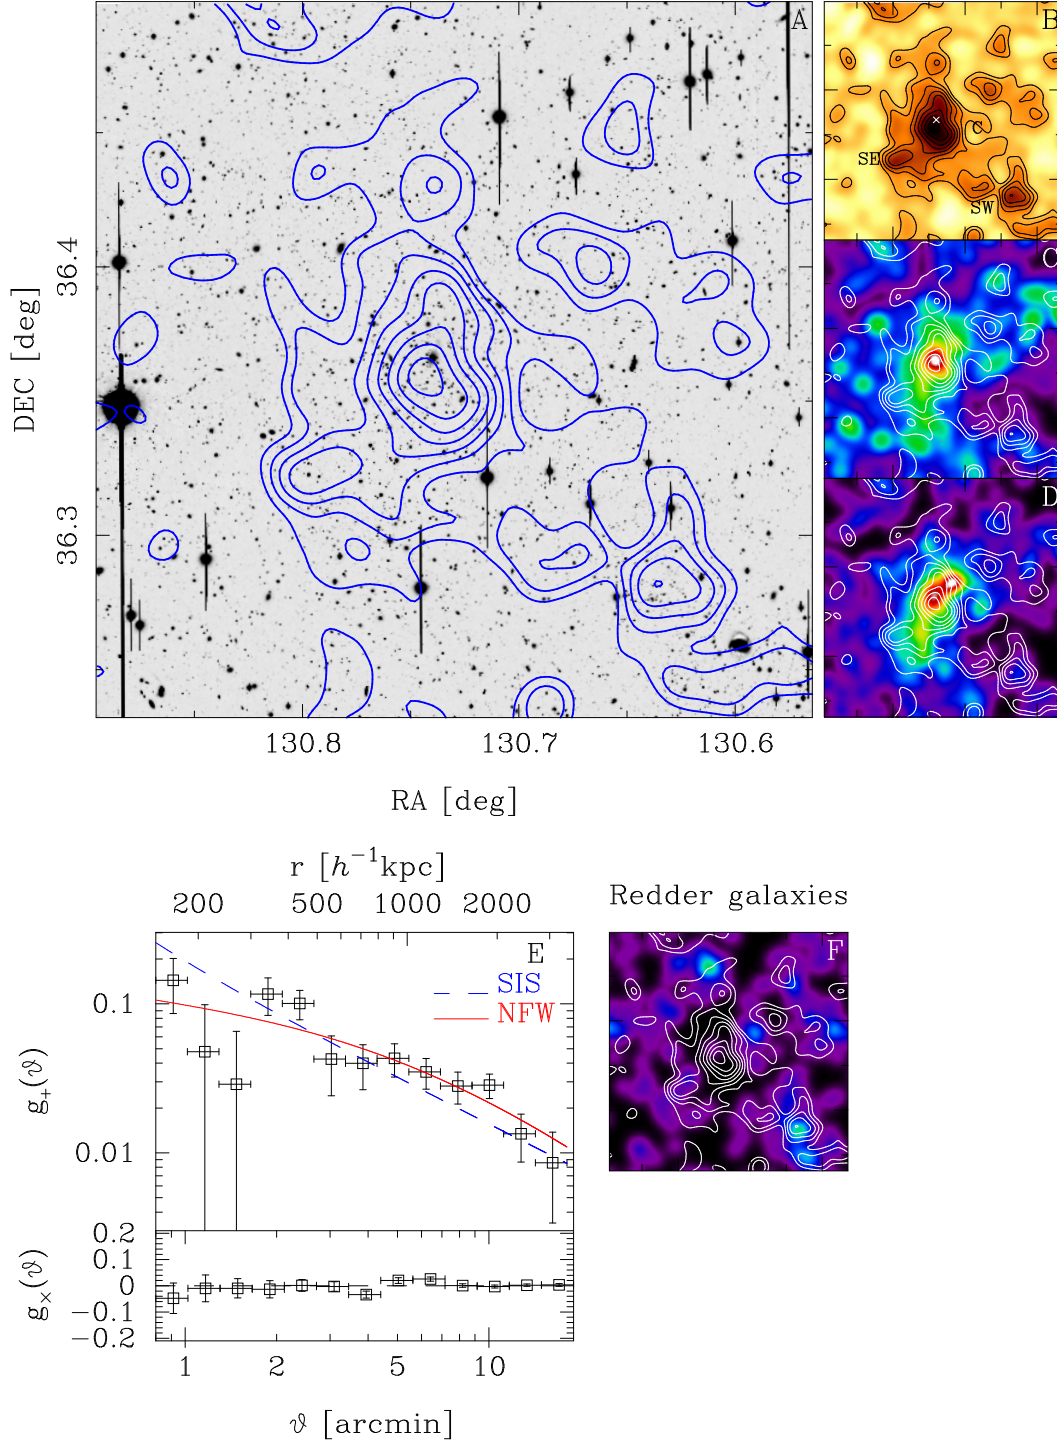 A
B
C
SE
SW
36.4
36.3
DEC [deg]
130.8 130.7 130.6
RA [deg]
C
D
r [h⁻¹kpc]
200 500 1000 2000
E
SIS
NFW
0.1
0.01
g₊(ϑ)
0.2
0.1
0
−0.1
−0.2
g×(ϑ)
1 2 5 10
ϑ [arcmin]
Redder galaxies
F